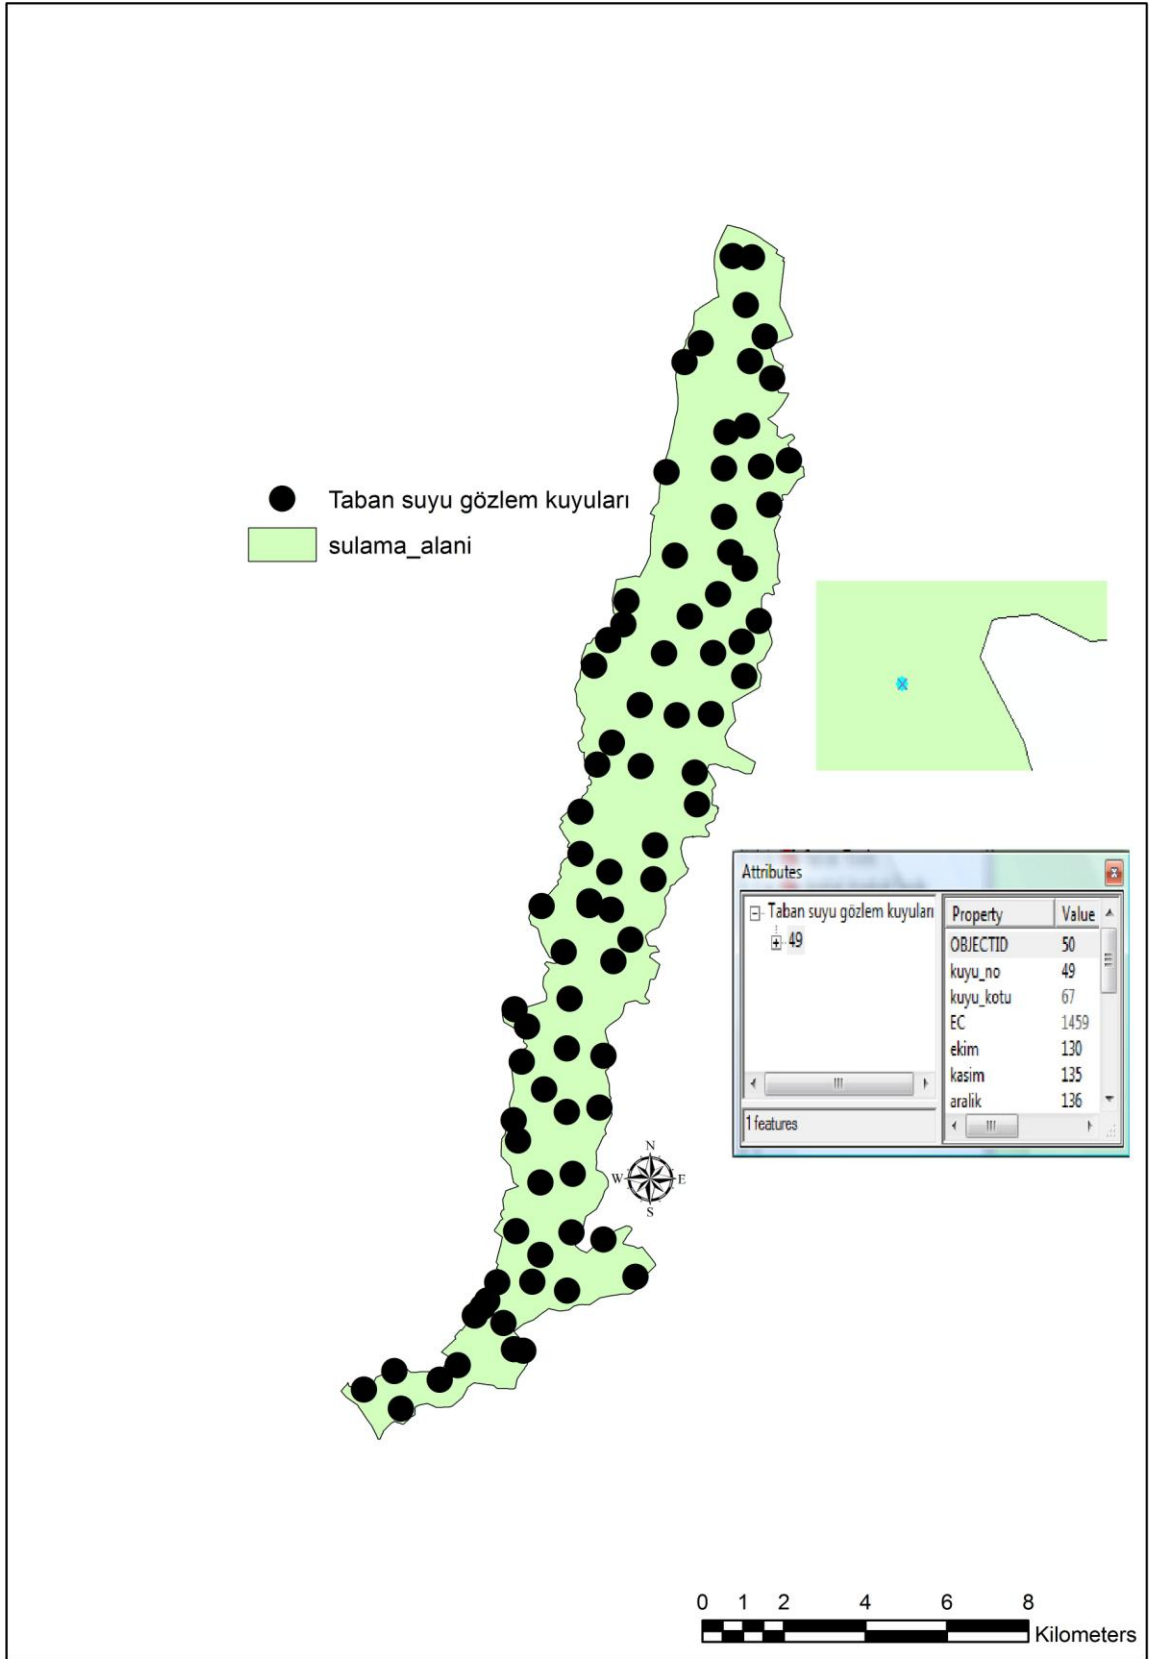 Taban suyu gözlem kuyuları
sulama_alani
Attributes
Taban suyu gözlem kuyuları
49
1 features
Property Value
OBJECTID 50
kuyu_no 49
kuyu_kotu 67
EC 1459
ekim 130
kasim 135
aralik 136
N
W E
S
0 1 2 4 6 8
Kilometers